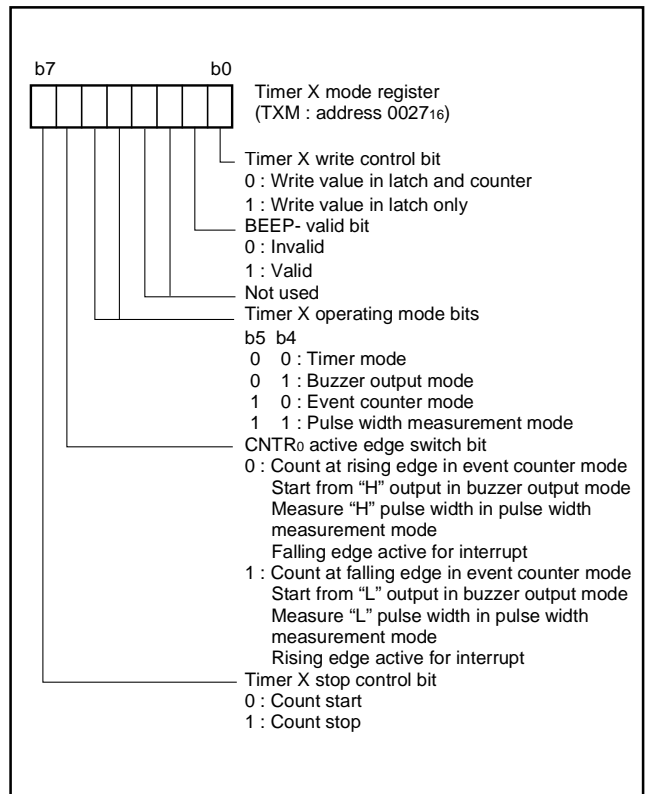 b7 b0
Timer X mode register
(TXM : address 002716)
Timer X write control bit
0 : Write value in latch and counter
1 : Write value in latch only
BEEP- valid bit
0 : Invalid
1 : Valid
Not used
Timer X operating mode bits
b5 b4
0 0 : Timer mode
0 1 : Buzzer output mode
1 0 : Event counter mode
1 1 : Pulse width measurement mode
CNTR0 active edge switch bit
0 : Count at rising edge in event counter mode
Start from “H” output in buzzer output mode
Measure “H” pulse width in pulse width
measurement mode
Falling edge active for interrupt
1 : Count at falling edge in event counter mode
Start from “L” output in buzzer output mode
Measure “L” pulse width in pulse width
measurement mode
Rising edge active for interrupt
Timer X stop control bit
0 : Count start
1 : Count stop